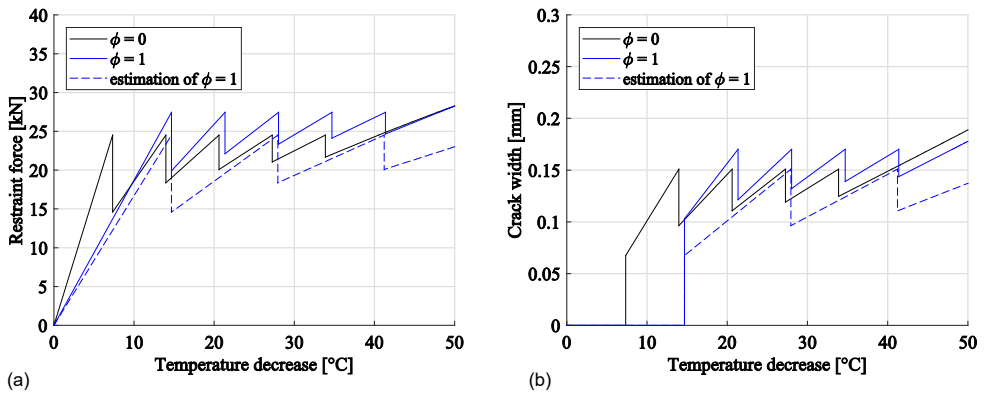 40
35
30
25
20
15
10
5
0
Restraint force [kN]
ϕ = 0
ϕ = 1
estimation of ϕ = 1
0 10 20 30 40 50
Temperature decrease [°C]
(a)
0.3
0.25
0.2
0.15
0.1
0.05
0
Crack width [mm]
ϕ = 0
ϕ = 1
estimation of ϕ = 1
0 10 20 30 40 50
Temperature decrease [°C]
(b)